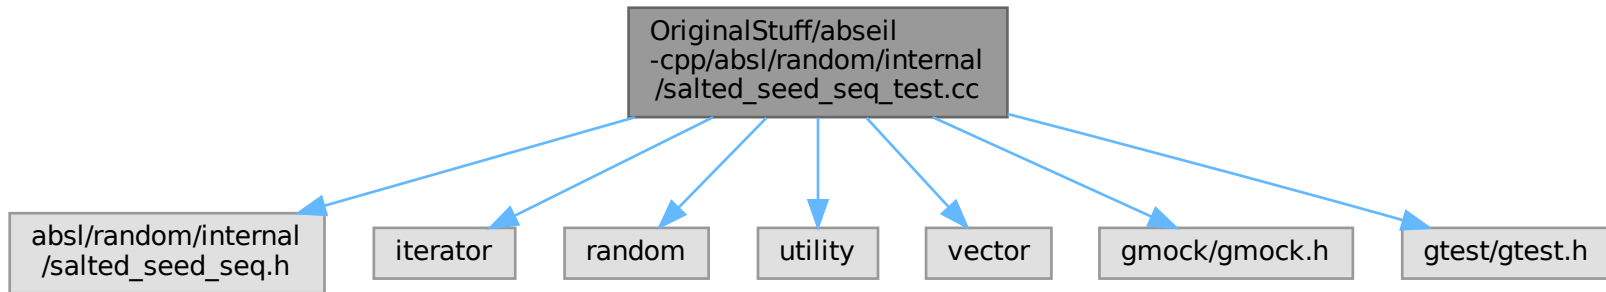 OriginalStuff/abseil
-cpp/absl/random/internal
/salted_seed_seq_test.cc
absl/random/internal
/salted_seed_seq.h
iterator
random
utility
vector
gmock/gmock.h
gtest/gtest.h